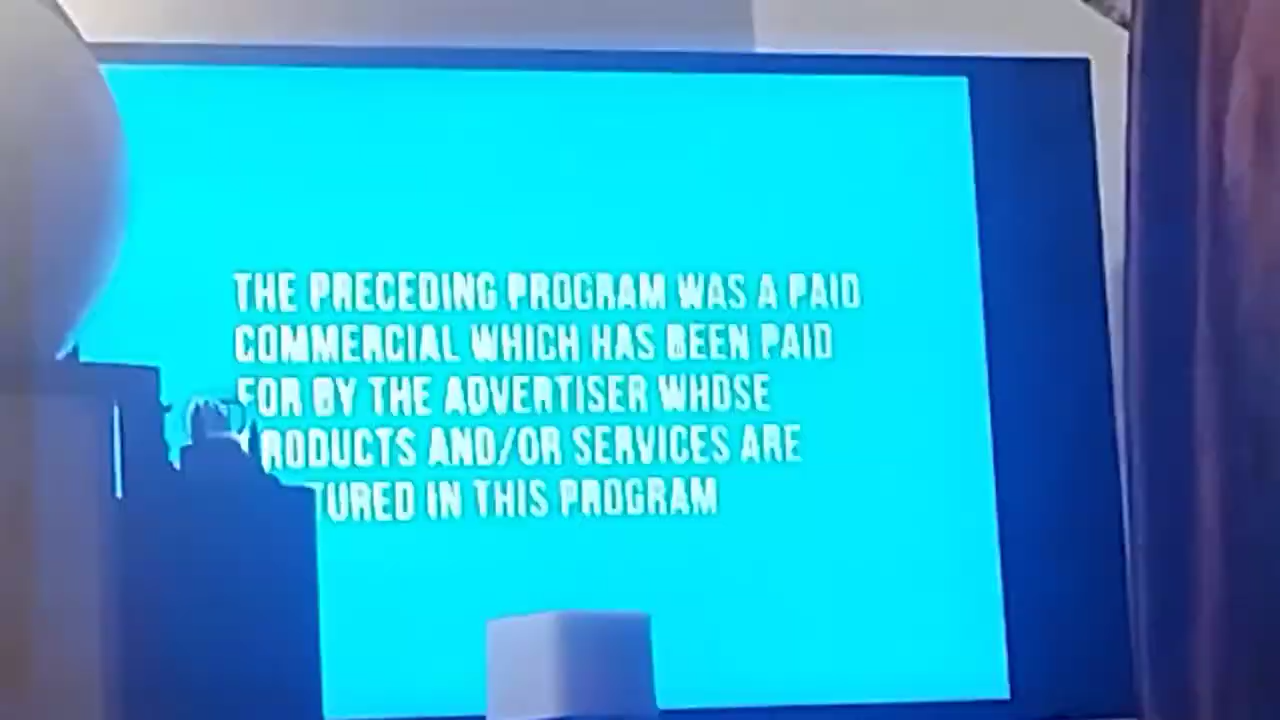 THE PRECEDING PROGRAM WAS A PAID
COMMERCIAL WHICH HAS BEEN PAID
FOR BY THE ADVERTISER WHOSE
RODUCTS AND/OR SERVICES ARE
TURED IN THIS PROGRAM